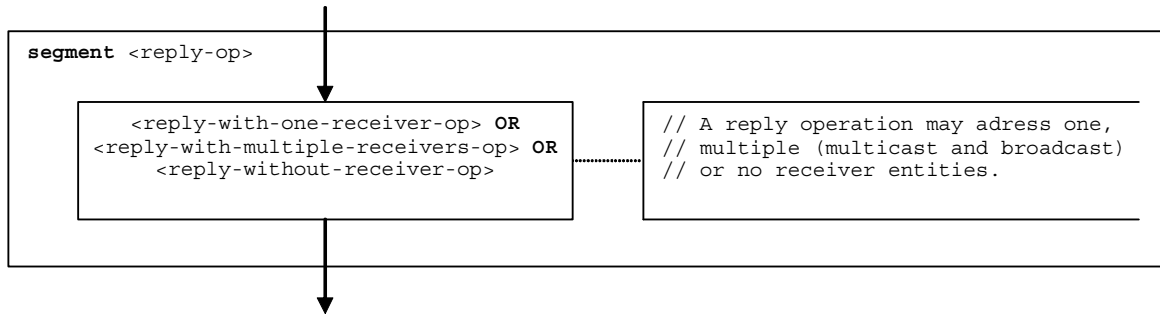 segment <reply-op>
<reply-with-one-receiver-op> OR
<reply-with-multiple-receivers-op> OR
<reply-without-receiver-op>
// A reply operation may adress one,
// multiple (multicast and broadcast)
// or no receiver entities.